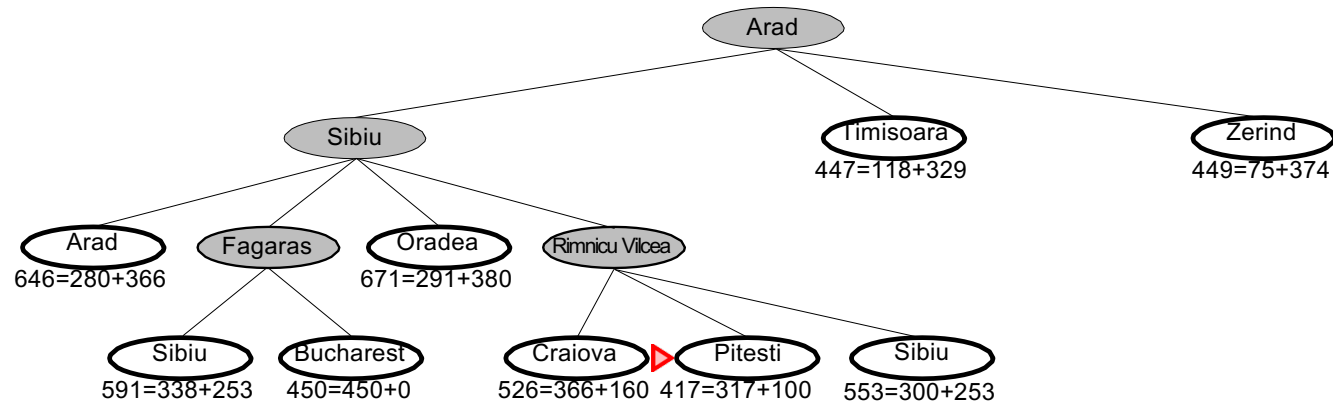 Arad
Sibiu
Timisoara
Zerind
447=118+329
449=75+374
Arad
Fagaras
Oradea
Rimnicu Vilcea
646=280+366
671=291+380
Sibiu
Bucharest
Craiova
Pitesti
Sibiu
591=338+253
450=450+0
526=366+160
417=317+100
553=300+253